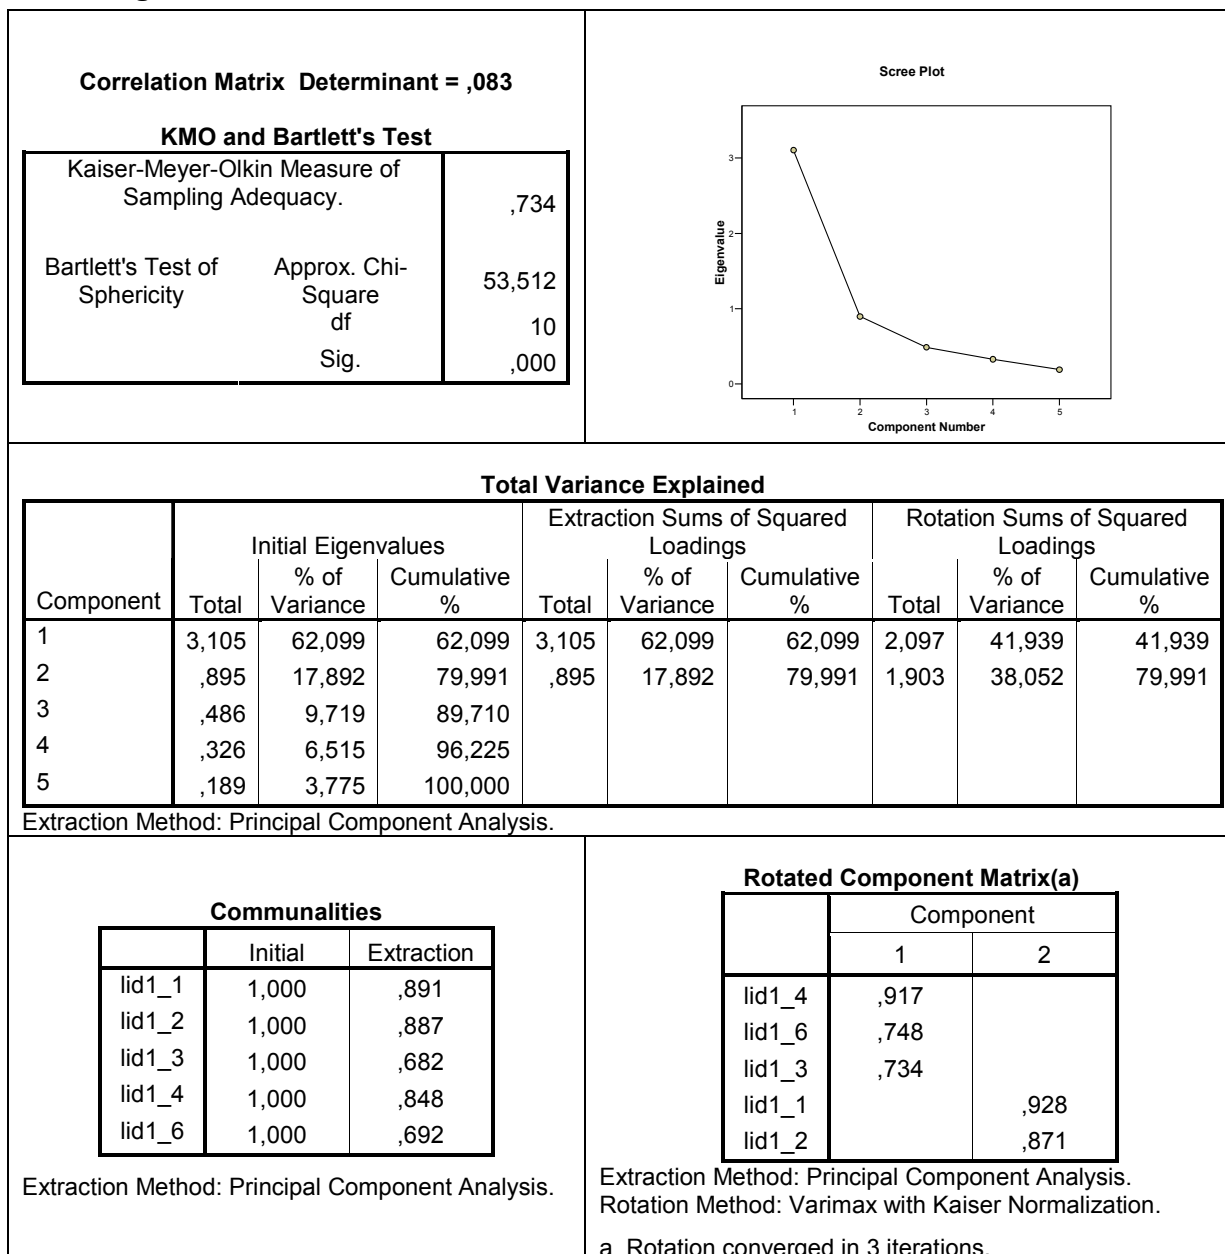 Correlation Matrix Determinant = ,083
KMO and Bartlett's Test
Kaiser-Meyer-Olkin Measure of
Sampling Adequacy. ,734
Bartlett's Test of Sphericity Approx. Chi-Square 53,512
df 10
Sig. ,000
Scree Plot
Eigenvalue
3
2
1
0
1 2 3 4 5
Component Number
Total Variance Explained
Component Initial Eigenvalues Extraction Sums of Squared Loadings Rotation Sums of Squared Loadings
Total % of Variance Cumulative % Total % of Variance Cumulative % Total % of Variance Cumulative %
1 3,105 62,099 62,099 3,105 62,099 62,099 2,097 41,939 41,939
2 ,895 17,892 79,991 ,895 17,892 79,991 1,903 38,052 79,991
3 ,486 9,719 89,710
4 ,326 6,515 96,225
5 ,189 3,775 100,000
Extraction Method: Principal Component Analysis.
Communalities
Initial Extraction
lid1_1 1,000 ,891
lid1_2 1,000 ,887
lid1_3 1,000 ,682
lid1_4 1,000 ,848
lid1_6 1,000 ,692
Extraction Method: Principal Component Analysis.
Rotated Component Matrix(a)
Component
1 2
lid1_4 ,917
lid1_6 ,748
lid1_3 ,734
lid1_1 ,928
lid1_2 ,871
Extraction Method: Principal Component Analysis.
Rotation Method: Varimax with Kaiser Normalization.
a Rotation converged in 3 iterations.